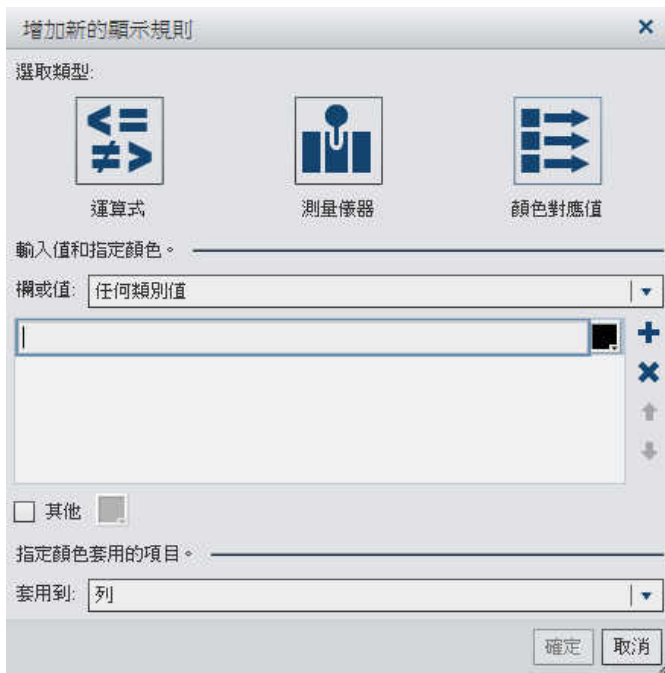 增加新的顯示規則
選取類型:
運算式
測量儀器
顏色對應值
輸入值和指定顏色。
欄或值: 任何類別值
其他
指定顏色套用的項目。
套用到: 列
確定 取消